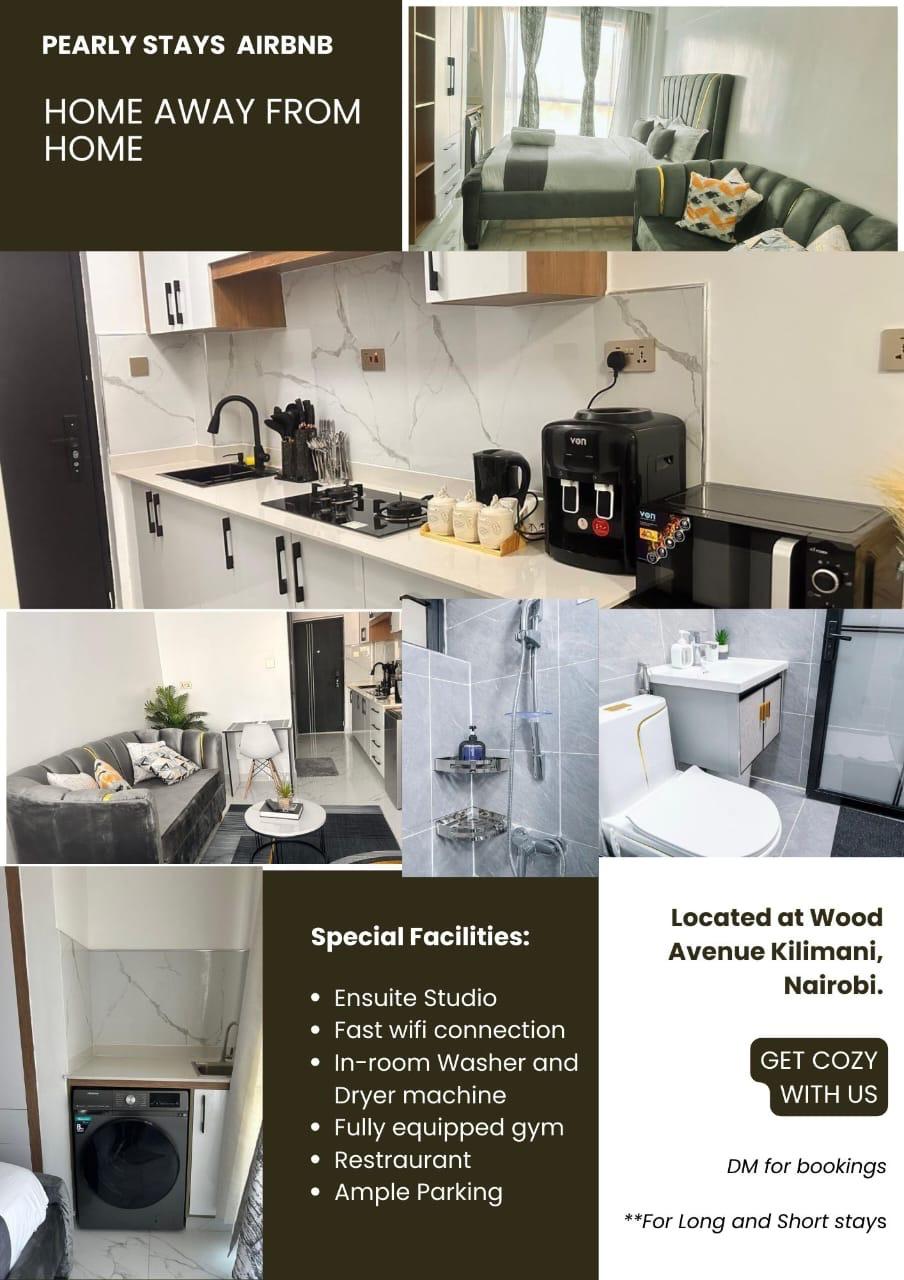 PEARLY STAYS AIRBNB
HOME AWAY FROM
HOME
von
von
Special Facilities:
• Ensuite Studio
• Fast wifi connection
• In-room Washer and
Dryer machine
• Fully equipped gym
• Restraurant
• Ample Parking
Located at Wood
Avenue Kilimani,
Nairobi.
GET COZY
WITH US
DM for bookings
**For Long and Short stays